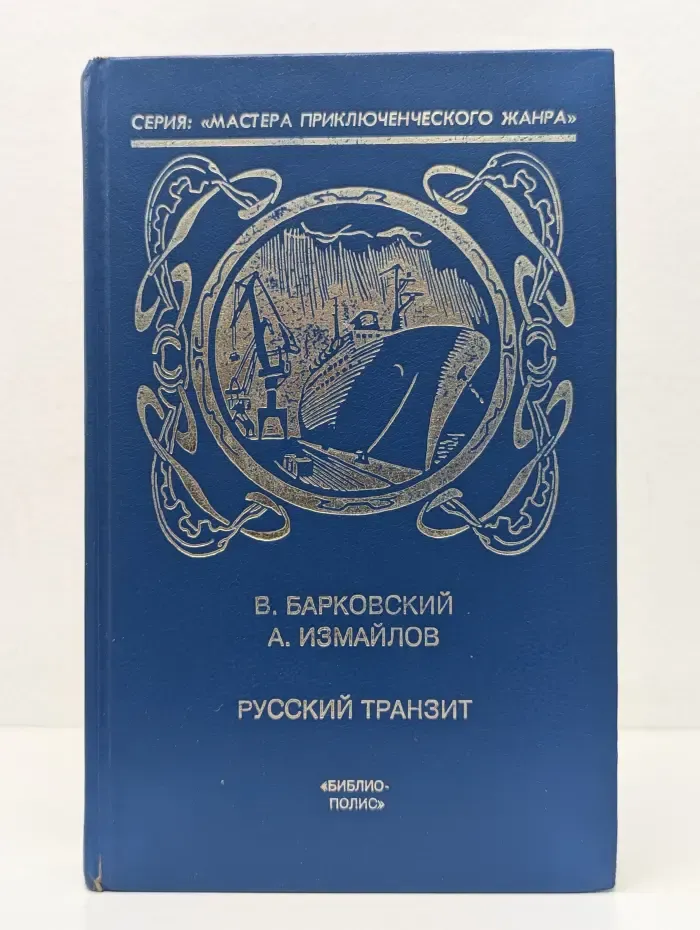 СЕРИЯ: «МАСТЕРА ПРИКЛЮЧЕНЧЕСКОГО ЖАНРА»
В. БАРКОВСКИЙ
А. ИЗМАЙЛОВ
РУССКИЙ ТРАНЗИТ
«БИБЛИО-
ПОЛИС»